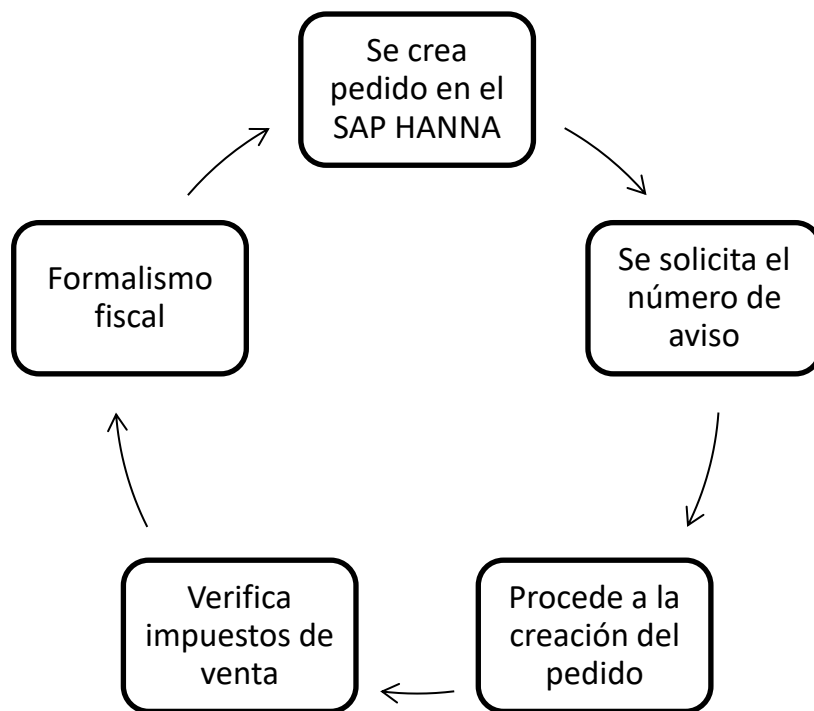 Se crea
pedido en el
SAP HANNA
Se solicita el
número de
aviso
Procede a la
creación del
pedido
Verifica
impuestos de
venta
Formalismo
fiscal